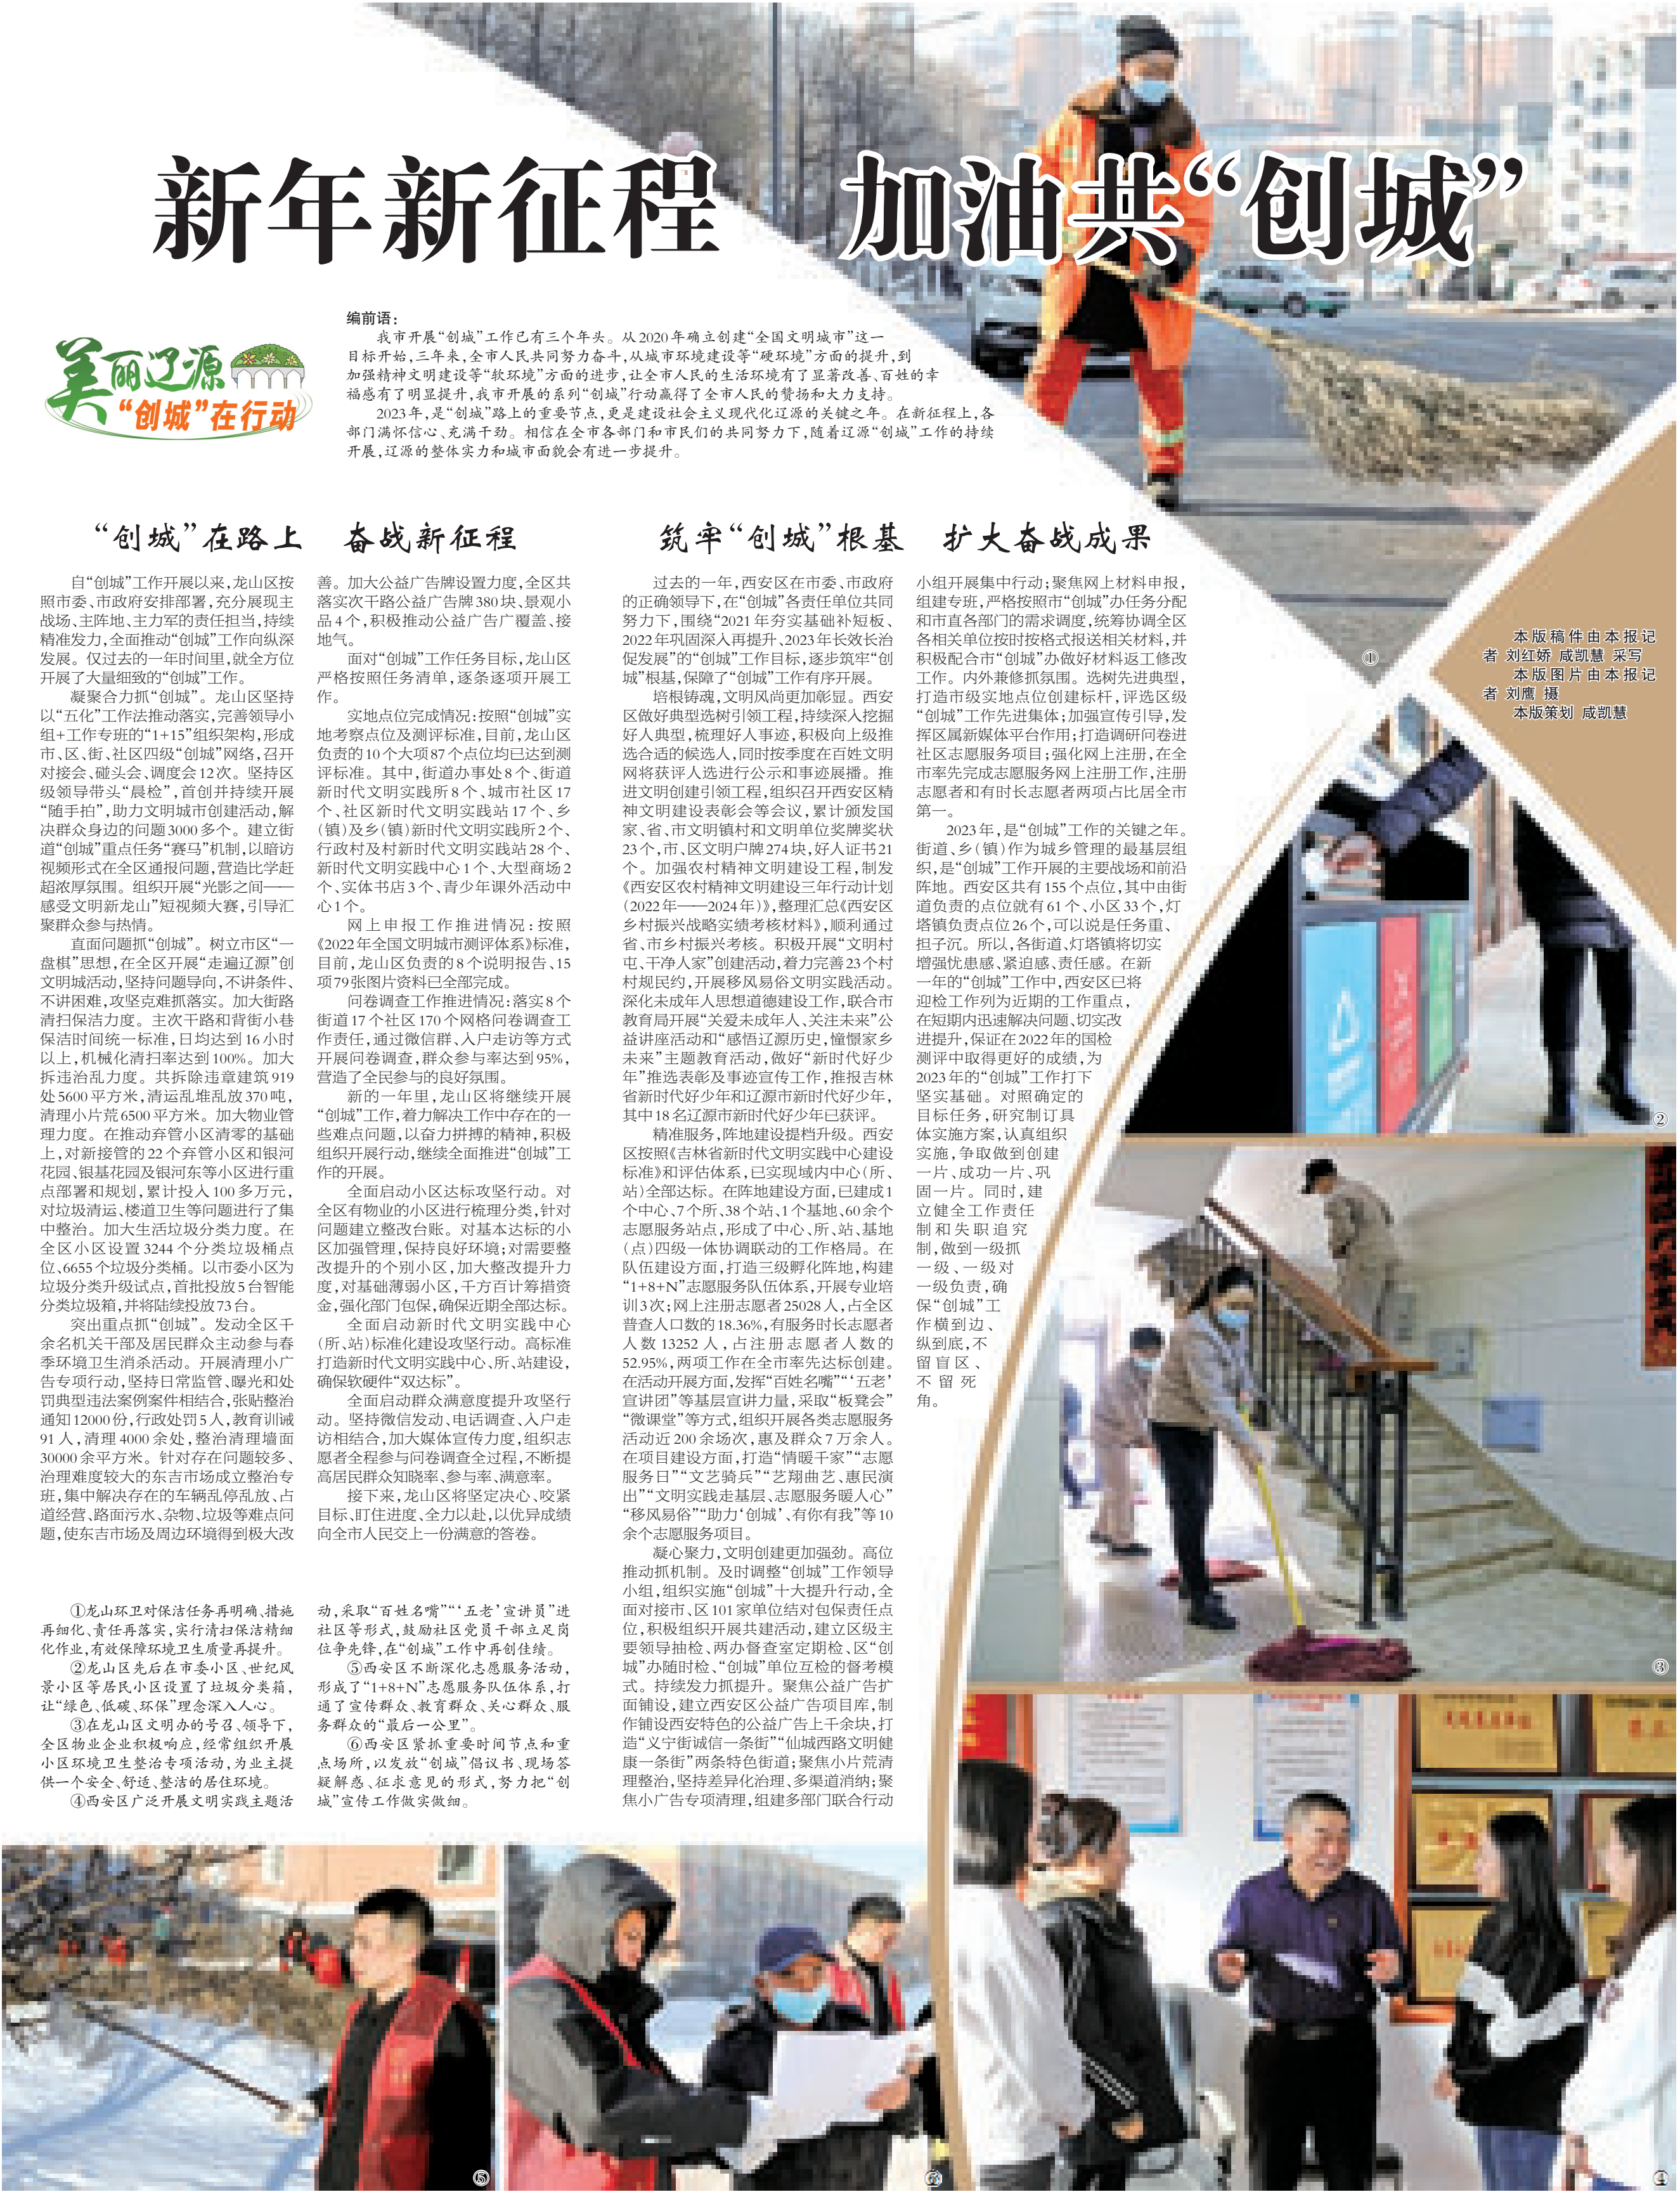 新年新征程 加油共“创城”
美丽辽源
“创城”在行动
编前语：
我市开展“创城”工作已有三个年头。从2020年确立创建“全国文明城市”这一
目标开始，三年来，全市人民共同努力奋斗，从城市环境建设等“硬环境”方面的提升，到
加强精神文明建设等“软环境”方面的进步，让全市人民的生活环境有了显著改善、百姓的幸
福感有了明显提升，我市开展的系列“创城”行动赢得了全市人民的赞扬和大力支持。
2023年，是“创城”路上的重要节点，更是建设社会主义现代化辽源的关键之年。在新征程上，各
部门满怀信心、充满干劲。相信在全市各部门和市民们的共同努力下，随着辽源“创城”工作的持续
开展，辽源的整体实力和城市面貌会有进一步提升。
“创城”在路上 奋战新征程
自“创城”工作开展以来，龙山区按
照市委、市政府安排部署，充分展现主
战场、主阵地、主力军的责任担当，持续
精准发力，全面推动“创城”工作向纵深
发展。仅过去的一年时间里，就全方位
开展了大量细致的“创城”工作。
凝聚合力抓“创城”。龙山区坚持
以“五化”工作法推动落实，完善领导小
组+工作专班的“1+15”组织架构，形成
市、区、街、社区四级“创城”网络，召开
对接会、碰头会、调度会12次。坚持区
级领导带头“晨检”，首创并持续开展
“随手拍”，助力文明城市创建活动，解
决群众身边的问题3000多个。建立街
道“创城”重点任务“赛马”机制，以暗访
视频形式在全区通报问题，营造比学赶
超浓厚氛围。组织开展“光影之间——
感受文明新龙山”短视频大赛，引导汇
聚群众参与热情。
直面问题抓“创城”。树立市区“一
盘棋”思想，在全区开展“走遍辽源”创
文明城活动，坚持问题导向，不讲条件、
不讲困难，攻坚克难抓落实。加大街路
清扫保洁力度。主次干路和背街小巷
保洁时间统一标准，日均达到16小时
以上，机械化清扫率达到100%。加大
拆违治乱力度。共拆除违章建筑919
处5600平方米，清运乱堆乱放370吨，
清理小片荒6500平方米。加大物业管
理力度。在推动弃管小区清零的基础
上，对新接管的22个弃管小区和银河
花园、银基花园及银河东等小区进行重
点部署和规划，累计投入100多万元，
对垃圾清运、楼道卫生等问题进行了集
中整治。加大生活垃圾分类力度。在
全区小区设置3244个分类垃圾桶点
位、6655个垃圾分类桶。以市委小区为
垃圾分类升级试点，首批投放5台智能
分类垃圾箱，并将陆续投放73台。
突出重点抓“创城”。发动全区千
余名机关干部及居民群众主动参与春
季环境卫生消杀活动。开展清理小广
告专项行动，坚持日常监管、曝光和处
罚典型违法案例案件相结合，张贴整治
通知12000份，行政处罚5人，教育训诫
91人，清理4000余处，整治清理墙面
30000余平方米。针对存在问题较多、
治理难度较大的东吉市场成立整治专
班，集中解决存在的车辆乱停乱放、占
道经营、路面污水、杂物、垃圾等难点问
题，使东吉市场及周边环境得到极大改
善。加大公益广告牌设置力度，全区共
落实次干路公益广告牌380块、景观小
品4个，积极推动公益广告广覆盖、接
地气。
面对“创城”工作任务目标，龙山区
严格按照任务清单，逐条逐项开展工
作。
实地点位完成情况：按照“创城”实
地考察点位及测评标准，目前，龙山区
负责的10个大项87个点位均已达到测
评标准。其中，街道办事处8个、街道
新时代文明实践所8个、城市社区17
个、社区新时代文明实践站17个、乡
（镇）及乡（镇）新时代文明实践所2个、
行政村及村新时代文明实践站28个、
新时代文明实践中心1个、大型商场2
个、实体书店3个、青少年课外活动中
心1个。
网上申报工作推进情况：按照
《2022年全国文明城市测评体系》标准，
目前，龙山区负责的8个说明报告、15
项79张图片资料已全部完成。
问卷调查工作推进情况：落实8个
街道17个社区170个网格问卷调查工
作责任，通过微信群、入户走访等方式
开展问卷调查，群众参与率达到95%，
营造了全民参与的良好氛围。
新的一年里，龙山区将继续开展
“创城”工作，着力解决工作中存在的一
些难点问题，以奋力拼搏的精神，积极
组织开展行动，继续全面推进“创城”工
作的开展。
全面启动小区达标攻坚行动。对
全区有物业的小区进行梳理分类，针对
问题建立整改台账。对基本达标的小
区加强管理，保持良好环境；对需要整
改提升的个别小区，加大整改提升力
度，对基础薄弱小区，千方百计筹措资
金，强化部门包保，确保近期全部达标。
全面启动新时代文明实践中心
（所、站）标准化建设攻坚行动。高标准
打造新时代文明实践中心、所、站建设，
确保软硬件“双达标”。
全面启动群众满意度提升攻坚行
动。坚持微信发动、电话调查、入户走
访相结合，加大媒体宣传力度，组织志
愿者全程参与问卷调查全过程，不断提
高居民群众知晓率、参与率、满意率。
接下来，龙山区将坚定决心、咬紧
目标、盯住进度、全力以赴，以优异成绩
向全市人民交上一份满意的答卷。
筑牢“创城”根基 扩大奋战成果
过去的一年，西安区在市委、市政府
的正确领导下，在“创城”各责任单位共同
努力下，围绕“2021年夯实基础补短板、
2022年巩固深入再提升、2023年长效长治
促发展”的“创城”工作目标，逐步筑牢“创
城”根基，保障了“创城”工作有序开展。
培根铸魂，文明风尚更加彰显。西安
区做好典型选树引领工程，持续深入挖掘
好人典型，梳理好人事迹，积极向上级推
选合适的候选人，同时按季度在百姓文明
网将获评人选进行公示和事迹展播。推
进文明创建引领工程，组织召开西安区精
神文明建设表彰会等会议，累计颁发国
家、省、市文明镇村和文明单位奖牌奖状
23个，市、区文明户牌274块，好人证书21
个。加强农村精神文明建设工程，制发
《西安区农村精神文明建设三年行动计划
（2022年——2024年）》，整理汇总《西安区
乡村振兴战略实绩考核材料》，顺利通过
省、市乡村振兴考核。积极开展“文明村
屯、干净人家”创建活动，着力完善23个村
村规民约，开展移风易俗文明实践活动。
深化未成年人思想道德建设工作，联合市
教育局开展“关爱未成年人、关注未来”公
益讲座活动和“感悟辽源历史，憧憬家乡
未来”主题教育活动，做好“新时代好少
年”推选表彰及事迹宣传工作，推报吉林
省新时代好少年和辽源市新时代好少年，
其中18名辽源市新时代好少年已获评。
精准服务，阵地建设提档升级。西安
区按照《吉林省新时代文明实践中心建设
标准》和评估体系，已实现域内中心（所、
站）全部达标。在阵地建设方面，已建成1
个中心、7个所、38个站、1个基地、60余个
志愿服务站点，形成了中心、所、站、基地
（点）四级一体协调联动的工作格局。在
队伍建设方面，打造三级孵化阵地，构建
“1+8+N”志愿服务队伍体系，开展专业培
训3次；网上注册志愿者25028人，占全区
普查人口数的18.36%，有服务时长志愿者
人数13252人，占注册志愿者人数的
52.95%，两项工作在全市率先达标创建。
在活动开展方面，发挥“百姓名嘴”“‘五老’
宣讲团”等基层宣讲力量，采取“板凳会”
“微课堂”等方式，组织开展各类志愿服务
活动近200余场次，惠及群众7万余人。
在项目建设方面，打造“情暖千家”“志愿
服务日”“文艺骑兵”“艺翔曲艺、惠民演
出”“文明实践走基层、志愿服务暖人心”
“移风易俗”“助力‘创城’、有你有我”等10
余个志愿服务项目。
凝心聚力，文明创建更加强劲。高位
推动抓机制。及时调整“创城”工作领导
小组，组织实施“创城”十大提升行动，全
面对接市、区101家单位结对包保责任点
位，积极组织开展共建活动，建立区级主
要领导抽检、两办督查室定期检、区“创
城”办随时检、“创城”单位互检的督考模
式。持续发力抓提升。聚焦公益广告扩
面铺设，建立西安区公益广告项目库，制
作铺设西安特色的公益广告上千余块，打
造“义宁街诚信一条街”“仙城西路文明健
康一条街”两条特色街道；聚焦小片荒清
理整治，坚持差异化治理、多渠道消纳；聚
焦小广告专项清理，组建多部门联合行动
小组开展集中行动；聚焦网上材料申报，
组建专班，严格按照市“创城”办任务分配
和市直各部门的需求调度，统筹协调全区
各相关单位按时按格式报送相关材料，并
积极配合市“创城”办做好材料返工修改
工作。内外兼修抓氛围。选树先进典型，
打造市级实地点位创建标杆，评选区级
“创城”工作先进集体；加强宣传引导，发
挥区属新媒体平台作用；打造调研问卷进
社区志愿服务项目；强化网上注册，在全
市率先完成志愿服务网上注册工作，注册
志愿者和有时长志愿者两项占比居全市
第一。
2023年，是“创城”工作的关键之年。
街道、乡（镇）作为城乡管理的最基层组
织，是“创城”工作开展的主要战场和前沿
阵地。西安区共有155个点位，其中由街
道负责的点位就有61个、小区33个，灯
塔镇负责点位26个，可以说是任务重、
担子沉。所以，各街道、灯塔镇将切实
增强忧患感、紧迫感、责任感。在新
一年的“创城”工作中，西安区已将
迎检工作列为近期的工作重点，
在短期内迅速解决问题、切实改
进提升，保证在2022年的国检
测评中取得更好的成绩，为
2023年的“创城”工作打下
坚实基础。对照确定的
目标任务，研究制订具
体实施方案，认真组织
实施，争取做到创建
一片、成功一片、巩
固一片。同时，建
立健全工作责任
制和失职追究
制，做到一级抓
一级、一级对
一级负责，确
保“创城”工
作横到边、
纵到底，不
留盲区、
不留死
角。
本版稿件由本报记
者 刘红娇 咸凯慧 采写
本版图片由本报记
者 刘鹰 摄
本版策划 咸凯慧
①龙山环卫对保洁任务再明确、措施
再细化、责任再落实，实行清扫保洁精细
化作业，有效保障环境卫生质量再提升。
②龙山区先后在市委小区、世纪风
景小区等居民小区设置了垃圾分类箱，
让“绿色、低碳、环保”理念深入人心。
③在龙山区文明办的号召、领导下，
全区物业企业积极响应，经常组织开展
小区环境卫生整治专项活动，为业主提
供一个安全、舒适、整洁的居住环境。
④西安区广泛开展文明实践主题活
动，采取“百姓名嘴”“‘五老’宣讲员”进
社区等形式，鼓励社区党员干部立足岗
位争先锋，在“创城”工作中再创佳绩。
⑤西安区不断深化志愿服务活动，
形成了“1+8+N”志愿服务队伍体系，打
通了宣传群众、教育群众、关心群众、服
务群众的“最后一公里”。
⑥西安区紧抓重要时间节点和重
点场所，以发放“创城”倡议书、现场答
疑解惑、征求意见的形式，努力把“创
城”宣传工作做实做细。
①
②
③
⑤
⑥
④